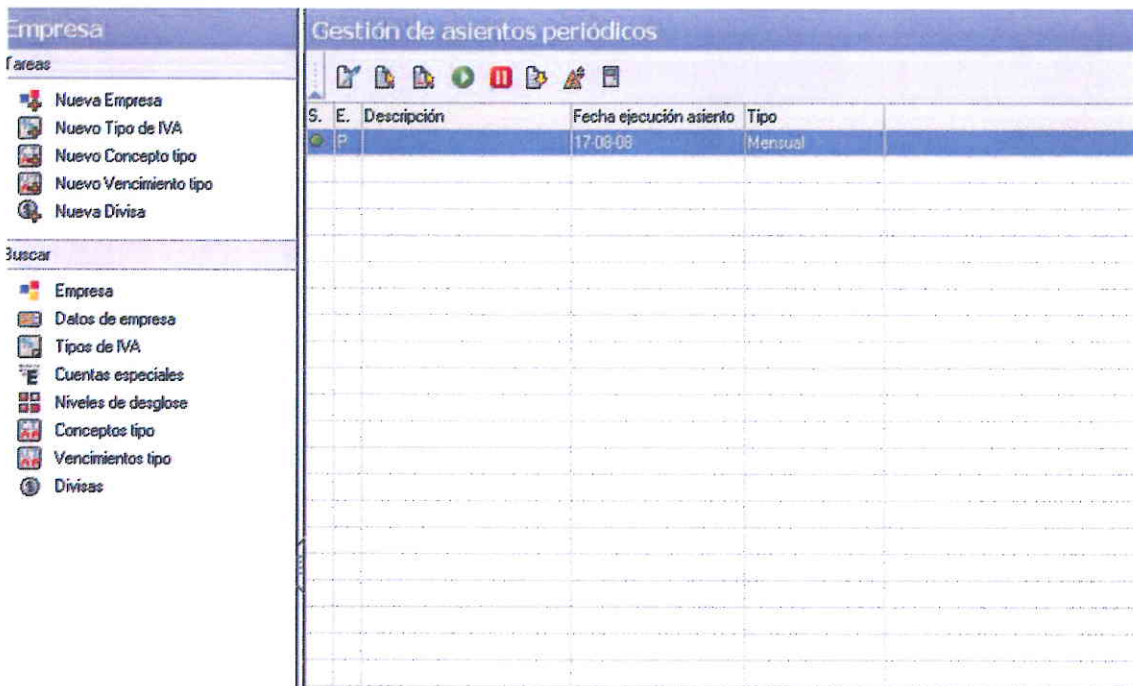 Empresa
Tareas
Nueva Empresa
Nuevo Tipo de IVA
Nuevo Concepto tipo
Nuevo Vencimiento tipo
Nueva Divisa
Buscar
Empresa
Datos de empresa
Tipos de IVA
Cuentas especiales
Niveles de desglose
Conceptos tipo
Vencimientos tipo
Divisas
Gestión de asientos periódicos
S. E. Descripción Fecha ejecución asiento Tipo
P 17-08-08 Mensual